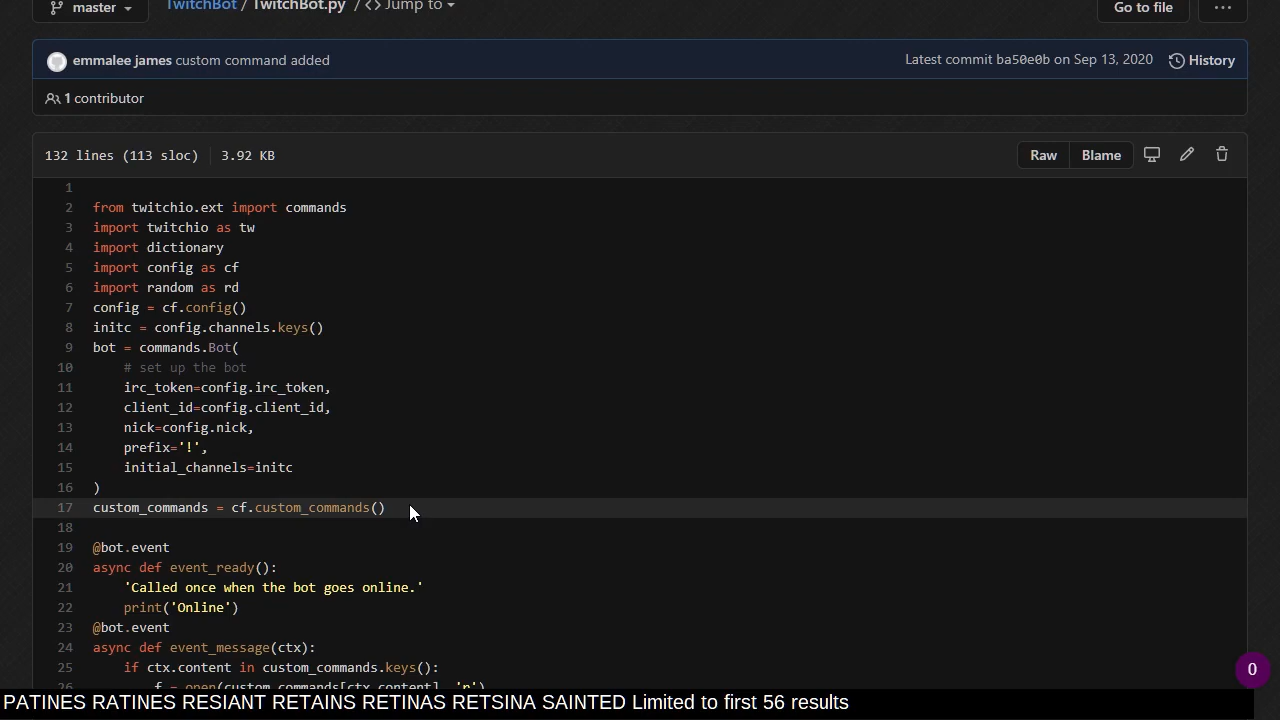 master TwitchBot / TwitchBot.py / <> Jump to Go to file ...
emmalee james custom command added Latest commit ba50e0b on Sep 13, 2020 History
1 contributor
132 lines (113 sloc) 3.92 KB Raw Blame
1
2 from twitchio.ext import commands
3 import twitchio as tw
4 import dictionary
5 import config as cf
6 import random as rd
7 config = cf.config()
8 initc = config.channels.keys()
9 bot = commands.Bot(
10 # set up the bot
11 irc_token=config.irc_token,
12 client_id=config.client_id,
13 nick=config.nick,
14 prefix='!',
15 initial_channels=initc
16 )
17 custom_commands = cf.custom_commands()
18
19 @bot.event
20 async def event_ready():
21 'Called once when the bot goes online.'
22 print('Online')
23 @bot.event
24 async def event_message(ctx):
25 if ctx.content in custom_commands.keys():
26 f = open(custom_commands[ctx.content], 'r')
0
PATINES RATINES RESIANT RETAINS RETINAS RETSINA SAINTED Limited to first 56 results